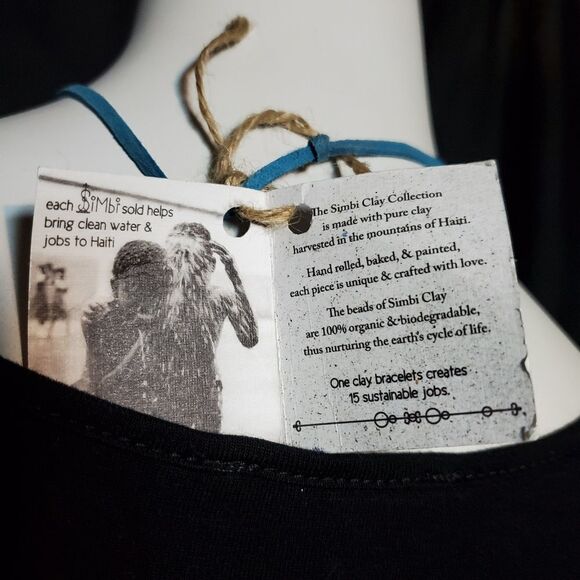 each Simbi sold helps
bring clean water &
jobs to Haiti
The Simbi Clay Collection
is made with pure clay
harvested in the mountains of Haiti.
Hand rolled, baked, & painted,
each piece is unique & crafted with love.
The beads of Simbi Clay
are 100% organic & biodegradable,
thus nurturing the earth's cycle of life.
One clay bracelets creates
15 sustainable jobs.